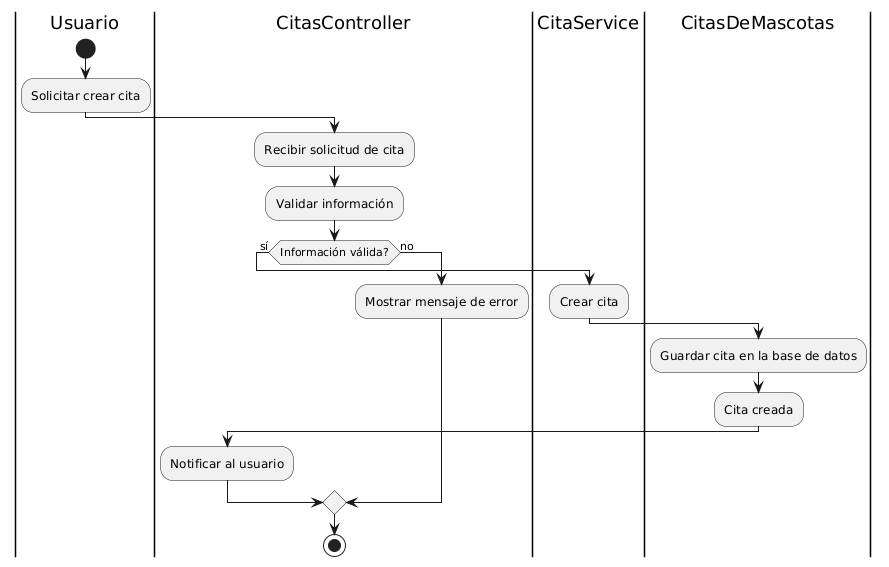 Usuario
CitasController
CitaService
CitasDeMascotas
Solicitar crear cita
Recibir solicitud de cita
Validar información
sí
Información válida?
no
Mostrar mensaje de error
Crear cita
Guardar cita en la base de datos
Cita creada
Notificar al usuario